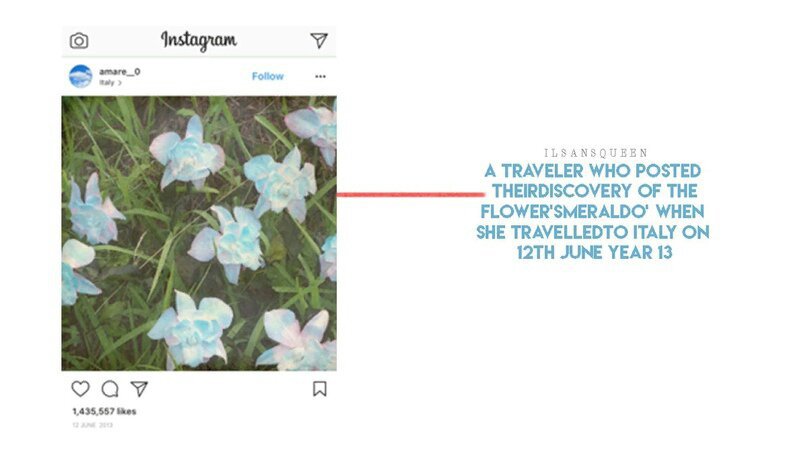 Instagram
amare__0
Italy >
Follow
1,435,557 likes
12 JUNE 2013
ILSANSQUEEN
A TRAVELER WHO POSTED
THEIRDISCOVERY OF THE
FLOWER'SMERALDO' WHEN
SHE TRAVELLEDTO ITALY ON
12TH JUNE YEAR 13